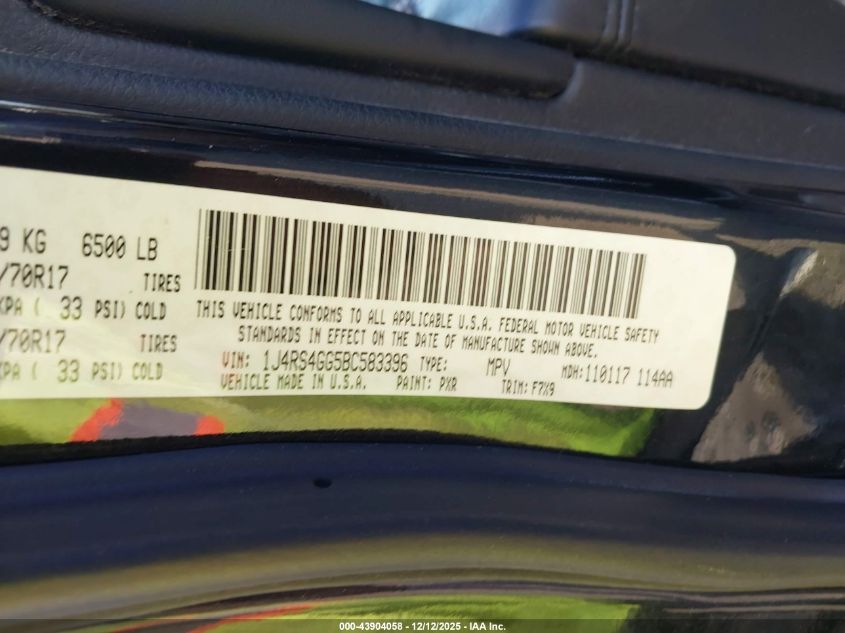 9 KG 6500 LB
/70R17 TIRES
KPA ( 33 PSI) COLD
/70R17 TIRES
KPA ( 33 PSI) COLD
THIS VEHICLE CONFORMS TO ALL APPLICABLE U.S.A. FEDERAL MOTOR VEHICLE SAFETY
STANDARDS IN EFFECT ON THE DATE OF MANUFACTURE SHOWN ABOVE.
VIN: 1J4RS4GG5BC583396 TYPE: MPV MDH:110117 114AA
VEHICLE MADE IN U.S.A. PAINT: PXR TRIM: F7X9
000-43904058 - 12/12/2025 - IAA Inc.